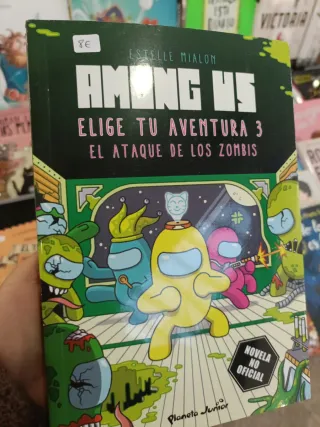 8€
ESTELLE MIALON
AMONG US
ELIGE TU AVENTURA 3
EL ATAQUE DE LOS ZOMBIS
NOVELA
NO
OFICIAL
Planeta Junior
VICTORIA